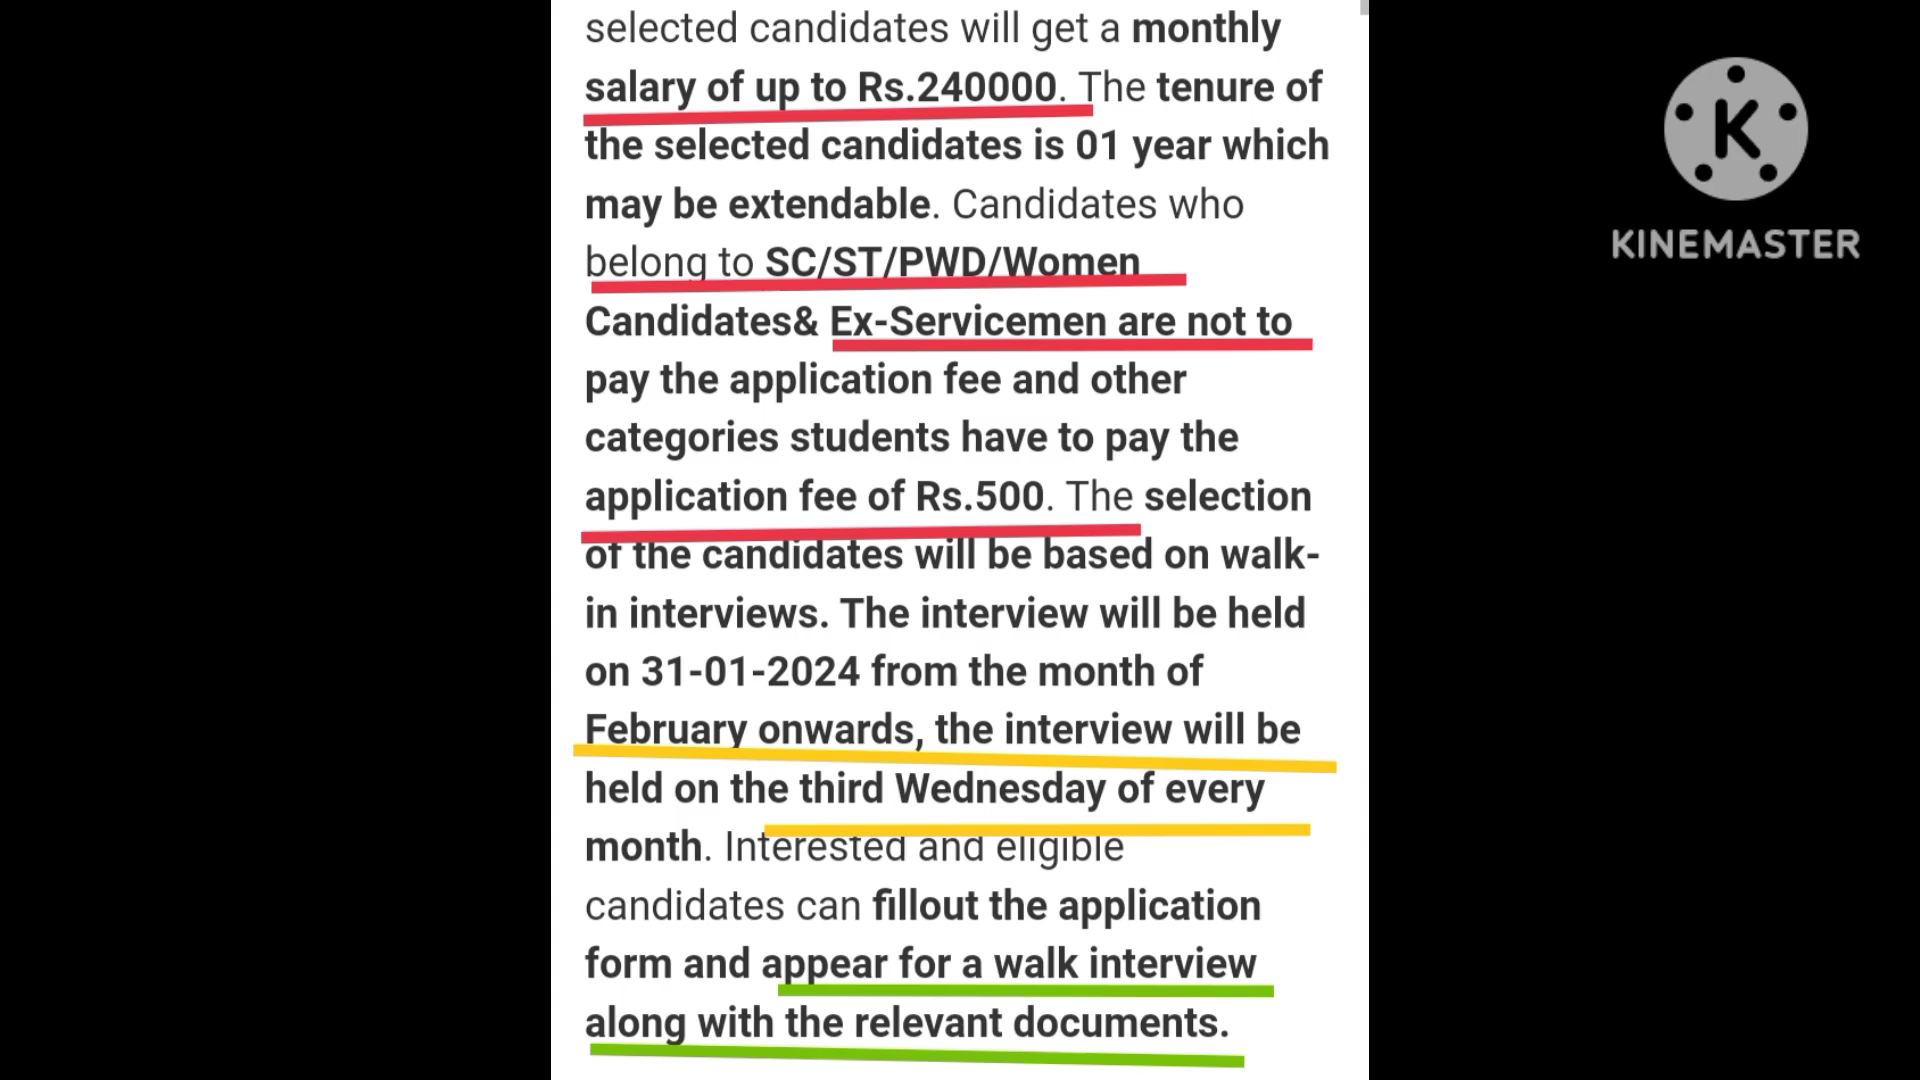 selected candidates will get a monthly
salary of up to Rs.240000. The tenure of
the selected candidates is 01 year which
may be extendable. Candidates who
belong to SC/ST/PWD/Women
Candidates& Ex-Servicemen are not to
pay the application fee and other
categories students have to pay the
application fee of Rs.500. The selection
of the candidates will be based on walk-
in interviews. The interview will be held
on 31-01-2024 from the month of
February onwards, the interview will be
held on the third Wednesday of every
month. Interested and eligible
candidates can fillout the application
form and appear for a walk interview
along with the relevant documents.
K
KINEMASTER